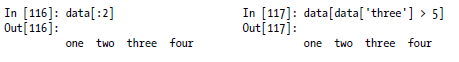 In [116]: data[:2]
Out[116]:
one two three four
In [117]: data[data['three'] > 5]
Out[117]:
one two three four